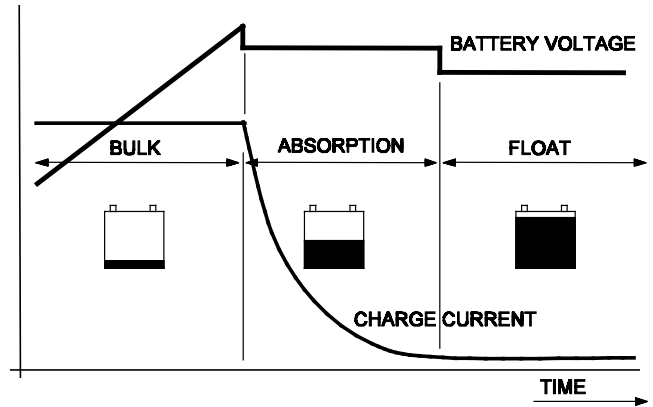 BATTERY VOLTAGE
BULK
ABSORPTION
FLOAT
CHARGE CURRENT
TIME